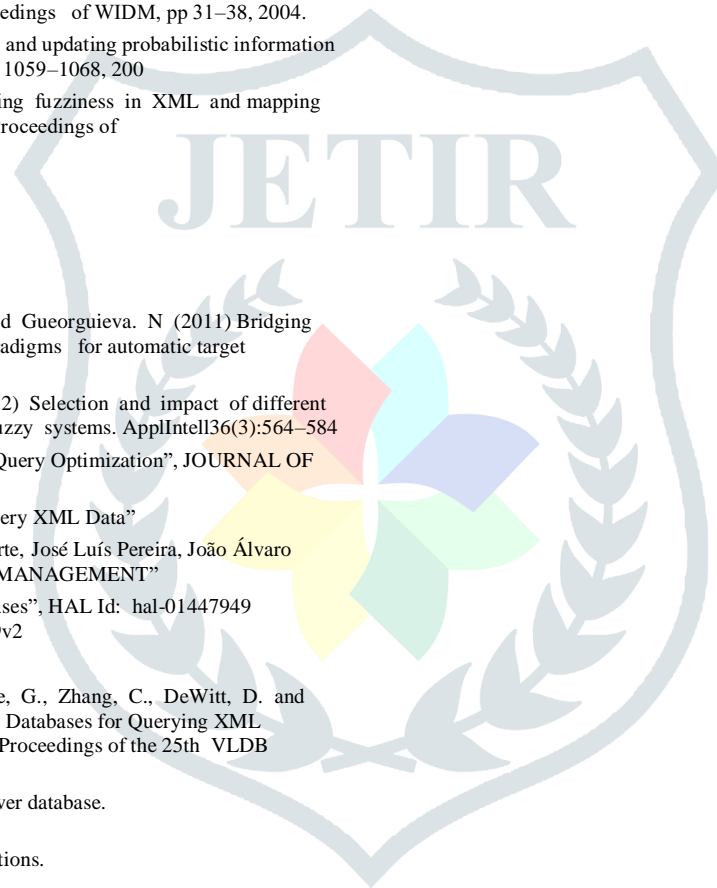 edings of WIDM, pp 31–38, 2004.
and updating probabilistic information
1059–1068, 200
ing fuzziness in XML and mapping
roceedings of
JETIR
d Gueorguieva. N (2011) Bridging
adigms for automatic target
2) Selection and impact of different
uzzy systems. ApplIntell36(3):564–584
Query Optimization”, JOURNAL OF
ery XML Data”
rte, José Luís Pereira, João Álvaro
MANAGEMENT”
ses”, HAL Id: hal-01447949
v2
e, G., Zhang, C., DeWitt, D. and
Databases for Querying XML
Proceedings of the 25th VLDB
ver database.
tions.